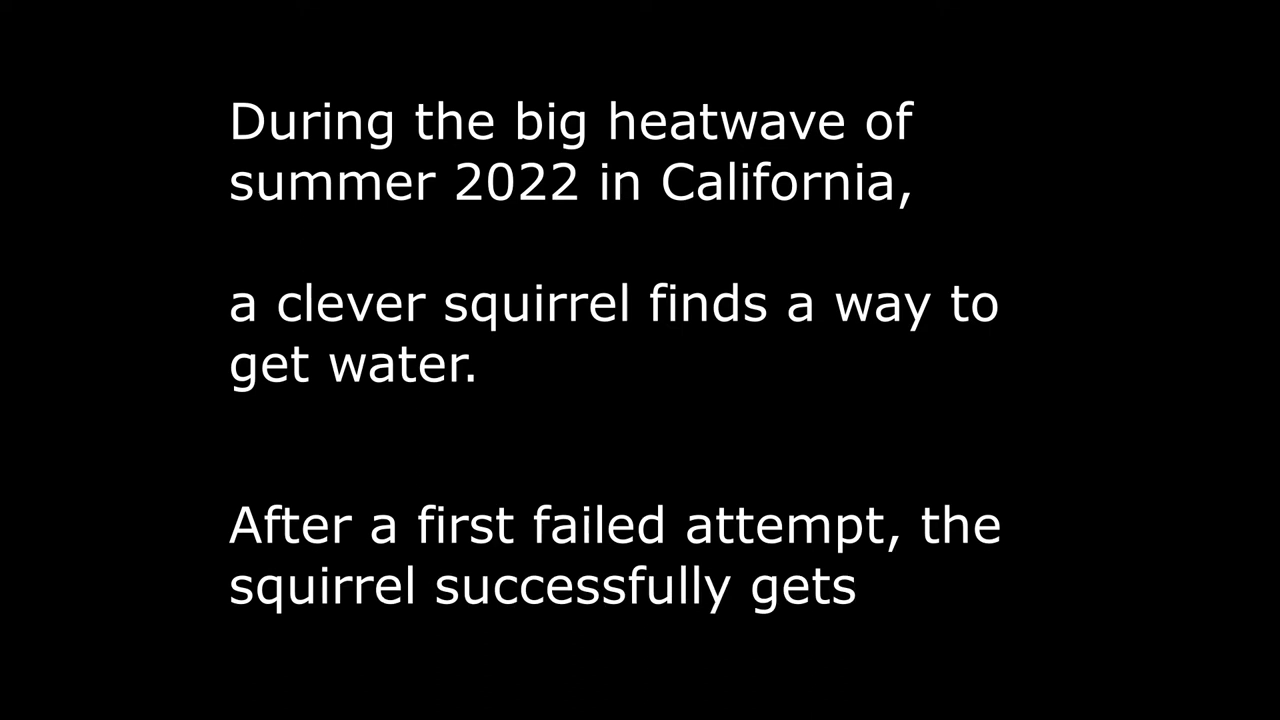 During the big heatwave of
summer 2022 in California,
a clever squirrel finds a way to
get water.
After a first failed attempt, the
squirrel successfully gets